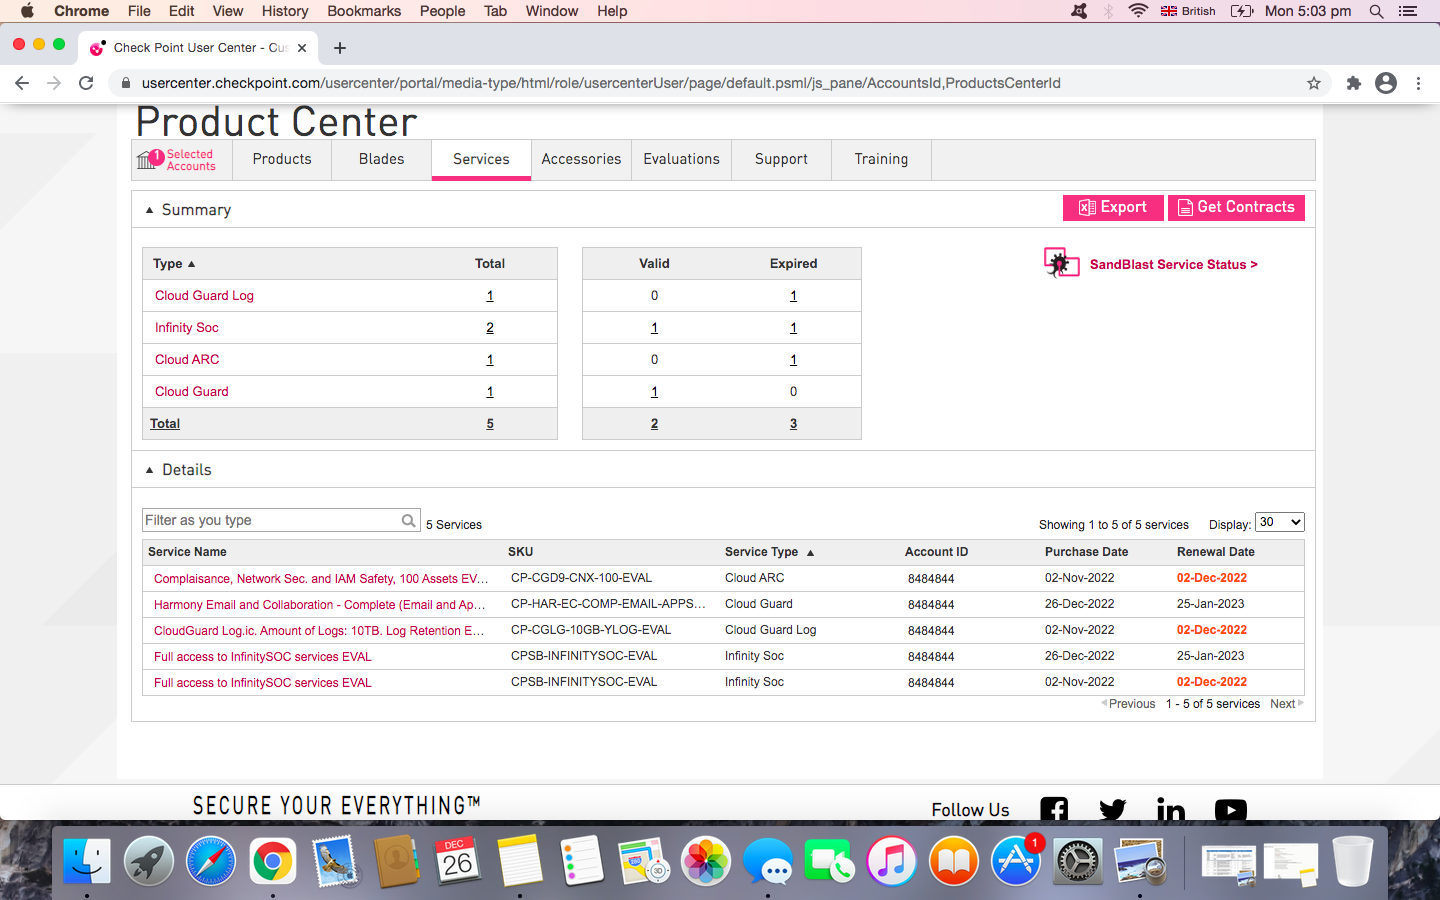 Chrome File Edit View History Bookmarks People Tab Window Help British Mon 5:03 pm
Check Point User Center - Cus
usercenter.checkpoint.com/usercenter/portal/media-type/html/role/usercenterUser/page/default.psml/js_pane/AccountsId,ProductsCenterId
Product Center
1 Selected Accounts Products Blades Services Accessories Evaluations Support Training
Summary Export Get Contracts
Type Total Valid Expired
SandBlast Service Status >
Cloud Guard Log 1 0 1
Infinity Soc 2 1 1
Cloud ARC 1 0 1
Cloud Guard 1 1 0
Total 5 2 3
Details
Filter as you type 5 Services Showing 1 to 5 of 5 services Display: 30
Service Name SKU Service Type Account ID Purchase Date Renewal Date
Complaisance, Network Sec. and IAM Safety, 100 Assets EV... CP-CGD9-CNX-100-EVAL Cloud ARC 8484844 02-Nov-2022 02-Dec-2022
Harmony Email and Collaboration - Complete (Email and Ap... CP-HAR-EC-COMP-EMAIL-APPS... Cloud Guard 8484844 26-Dec-2022 25-Jan-2023
CloudGuard Log.ic. Amount of Logs: 10TB. Log Retention E... CP-CGLG-10GB-YLOG-EVAL Cloud Guard Log 8484844 02-Nov-2022 02-Dec-2022
Full access to InfinitySOC services EVAL CPSB-INFINITYSOC-EVAL Infinity Soc 8484844 26-Dec-2022 25-Jan-2023
Full access to InfinitySOC services EVAL CPSB-INFINITYSOC-EVAL Infinity Soc 8484844 02-Nov-2022 02-Dec-2022
Previous 1 - 5 of 5 services Next
SECURE YOUR EVERYTHING™ Follow Us
DEC
26
280
3D
1